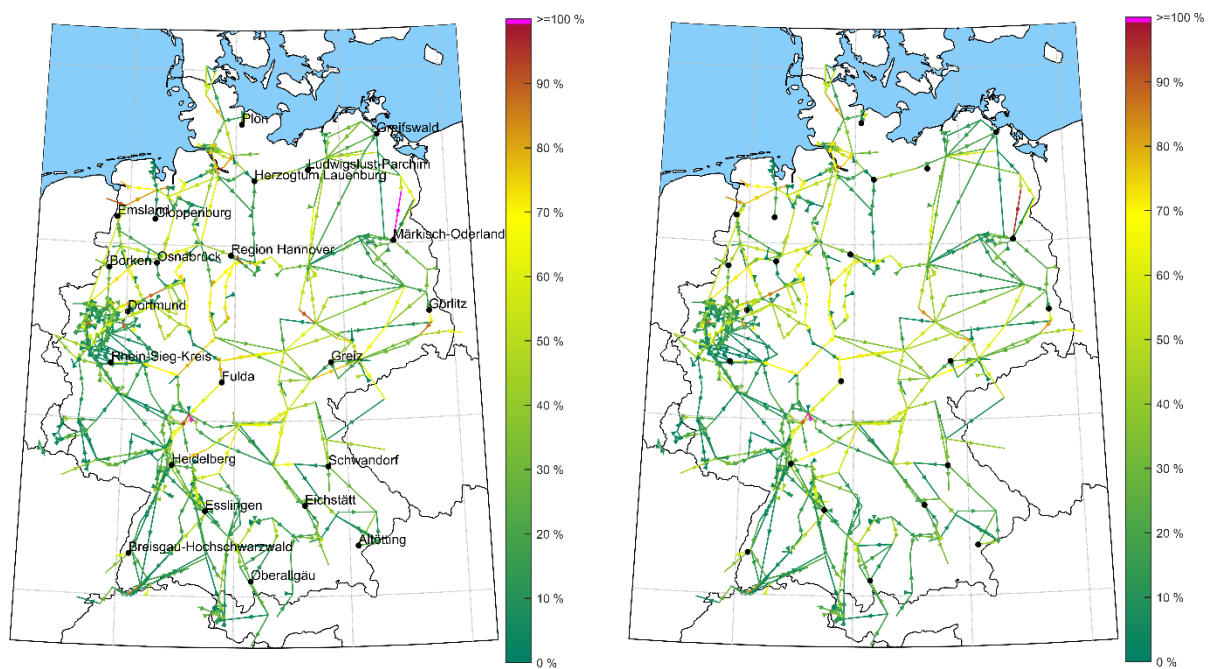 >=100 %
90 %
80 %
70 %
60 %
50 %
40 %
30 %
20 %
10 %
0 %
Plön
Greifswald
Ludwigslust-Parchim
Herzogtum Lauenburg
Emsland
Cloppenburg
Märkisch-Oderland
Region Hannover
Osnabrück
Borken
Dortmund
Görlitz
Rhein-Sieg-Kreis
Greiz
Fulda
Heidelberg
Schwandorf
Esslingen
Eichstätt
Breisgau-Hochschwarzwald
Altötting
Oberallgäu
>=100 %
90 %
80 %
70 %
60 %
50 %
40 %
30 %
20 %
10 %
0 %